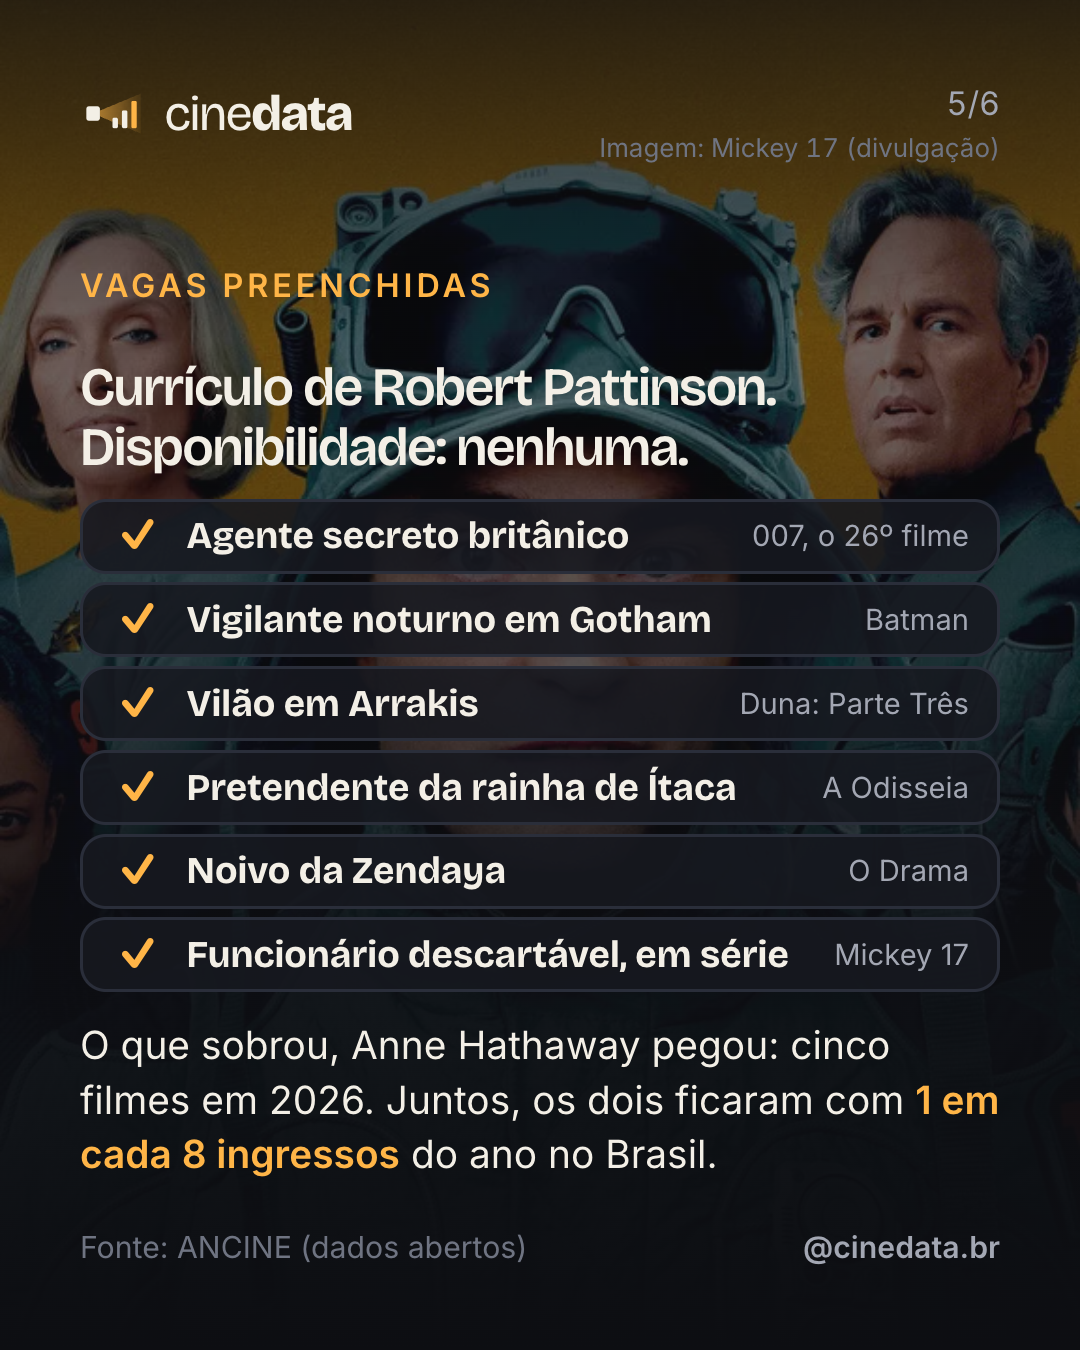 cinedata
5/6
Imagem: Mickey 17 (divulgação)
VAGAS PREENCHIDAS
Currículo de Robert Pattinson.
Disponibilidade: nenhuma.
Agente secreto britânico 007, o 26º filme
Vigilante noturno em Gotham Batman
Vilão em Arrakis Duna: Parte Três
Pretendente da rainha de Ítaca A Odisseia
Noivo da Zendaya O Drama
Funcionário descartável, em série Mickey 17
O que sobrou, Anne Hathaway pegou: cinco
filmes em 2026. Juntos, os dois ficaram com 1 em
cada 8 ingressos do ano no Brasil.
Fonte: ANCINE (dados abertos) @cinedata.br